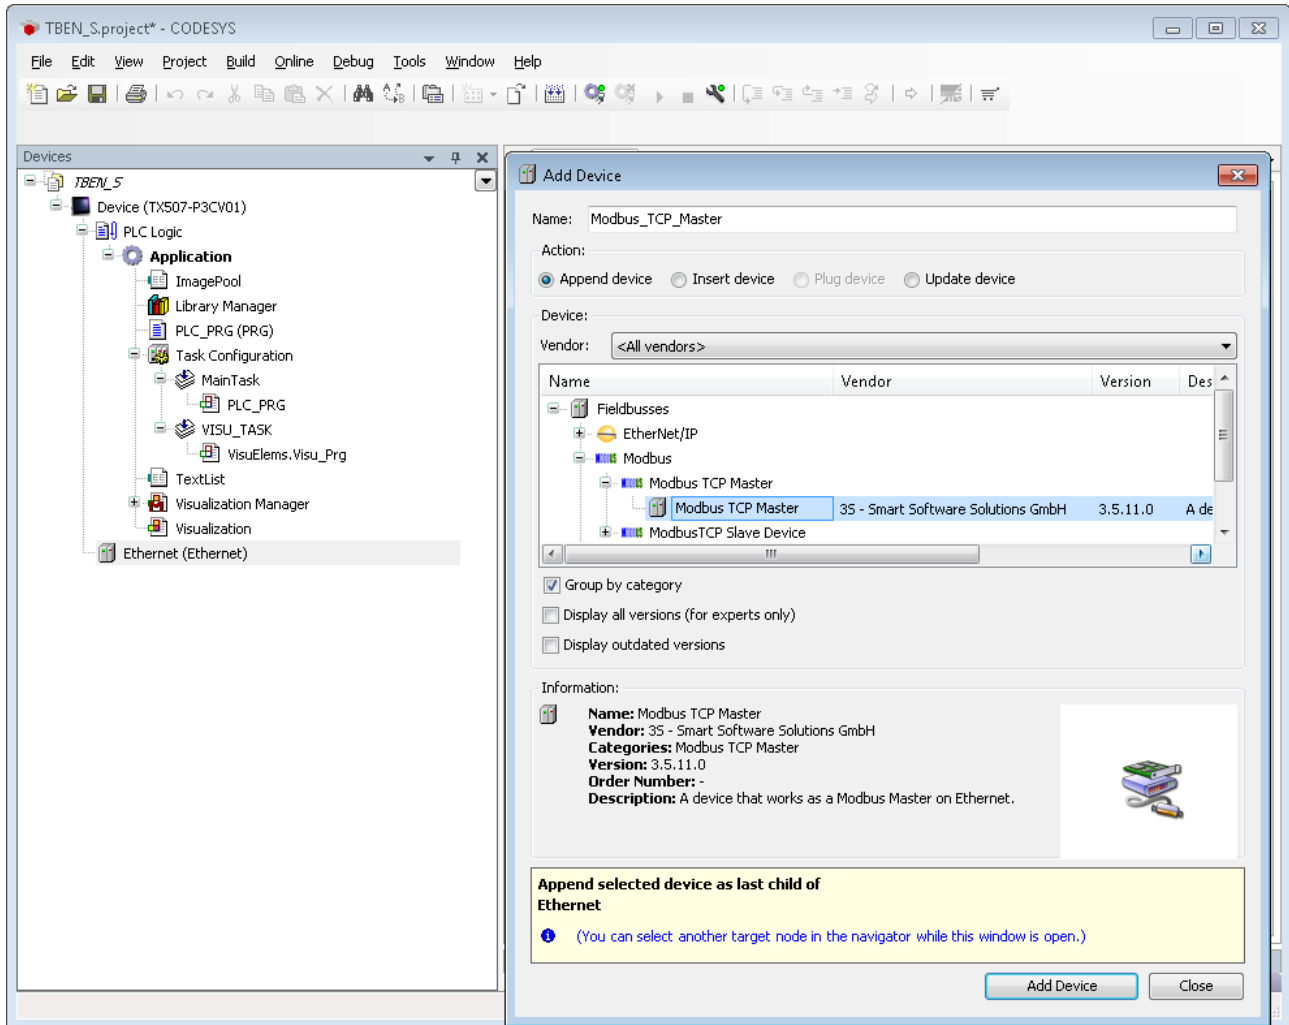 TBEN_S.project* - CODESYS
File Edit View Project Build Online Debug Tools Window Help
Devices
TBEN_S
Device (TX507-P3CV01)
PLC Logic
Application
ImagePool
Library Manager
PLC_PRG (PRG)
Task Configuration
MainTask
PLC_PRG
VISU_TASK
VisuElems.Visu_Prg
TextList
Visualization Manager
Visualization
Ethernet (Ethernet)
Add Device
Name: Modbus_TCP_Master
Action:
Append device Insert device Plug device Update device
Device:
Vendor: <All vendors>
Name Vendor Version Des
Fieldbusses
EtherNet/IP
Modbus
Modbus TCP Master
Modbus TCP Master 3S - Smart Software Solutions GmbH 3.5.11.0 A de
ModbusTCP Slave Device
Group by category
Display all versions (for experts only)
Display outdated versions
Information:
Name: Modbus TCP Master
Vendor: 3S - Smart Software Solutions GmbH
Categories: Modbus TCP Master
Version: 3.5.11.0
Order Number: -
Description: A device that works as a Modbus Master on Ethernet.
Append selected device as last child of
Ethernet
(You can select another target node in the navigator while this window is open.)
Add Device Close